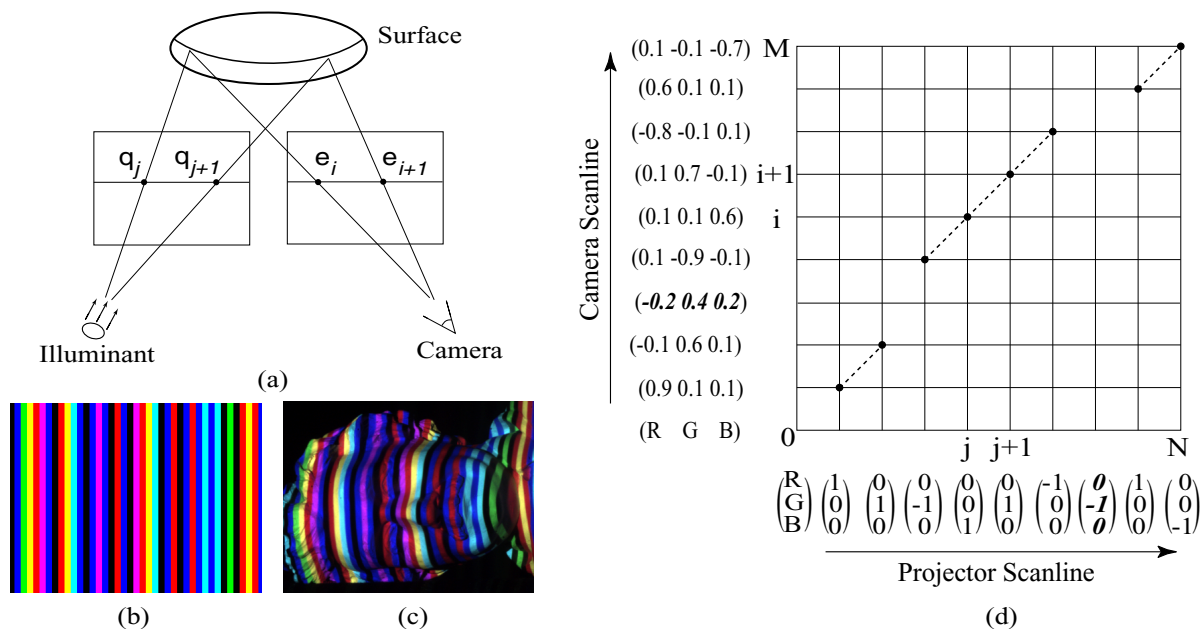 Surface
q_j q_{j+1} e_i e_{i+1}
Illuminant
Camera
(a)
(b)
(c)
Camera Scanline
(0.1 -0.1 -0.7) M
(0.6 0.1 0.1)
(-0.8 -0.1 0.1)
(0.1 0.7 -0.1) i+1
(0.1 0.1 0.6) i
(0.1 -0.9 -0.1)
(-0.2 0.4 0.2)
(-0.1 0.6 0.1)
(0.9 0.1 0.1)
(R G B) 0
j j+1 N
R 1 0 0 0 0 -1 0 1 0
G 0 1 -1 0 1 0 -1 0 0
B 0 0 0 1 0 0 0 0 -1
Projector Scanline
(d)